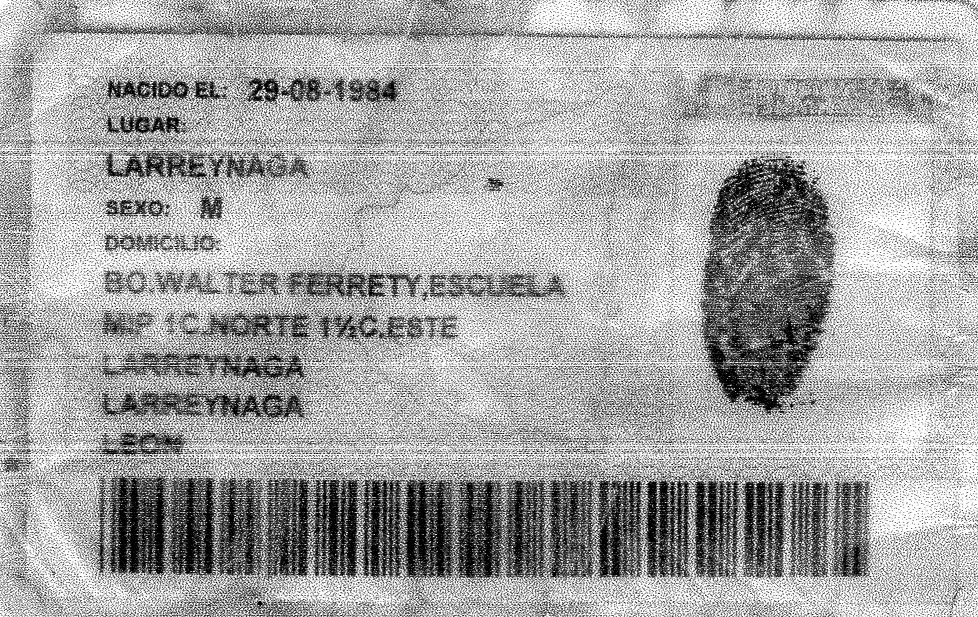 NACIDO EL: 29-08-1984
LUGAR:
LARREYNAGA
SEXO: M
DOMICILIO:
BO.WALTER FERRETY,ESCUELA
MIP 1C.NORTE 1½C.ESTE
LARREYNAGA
LARREYNAGA
LEON